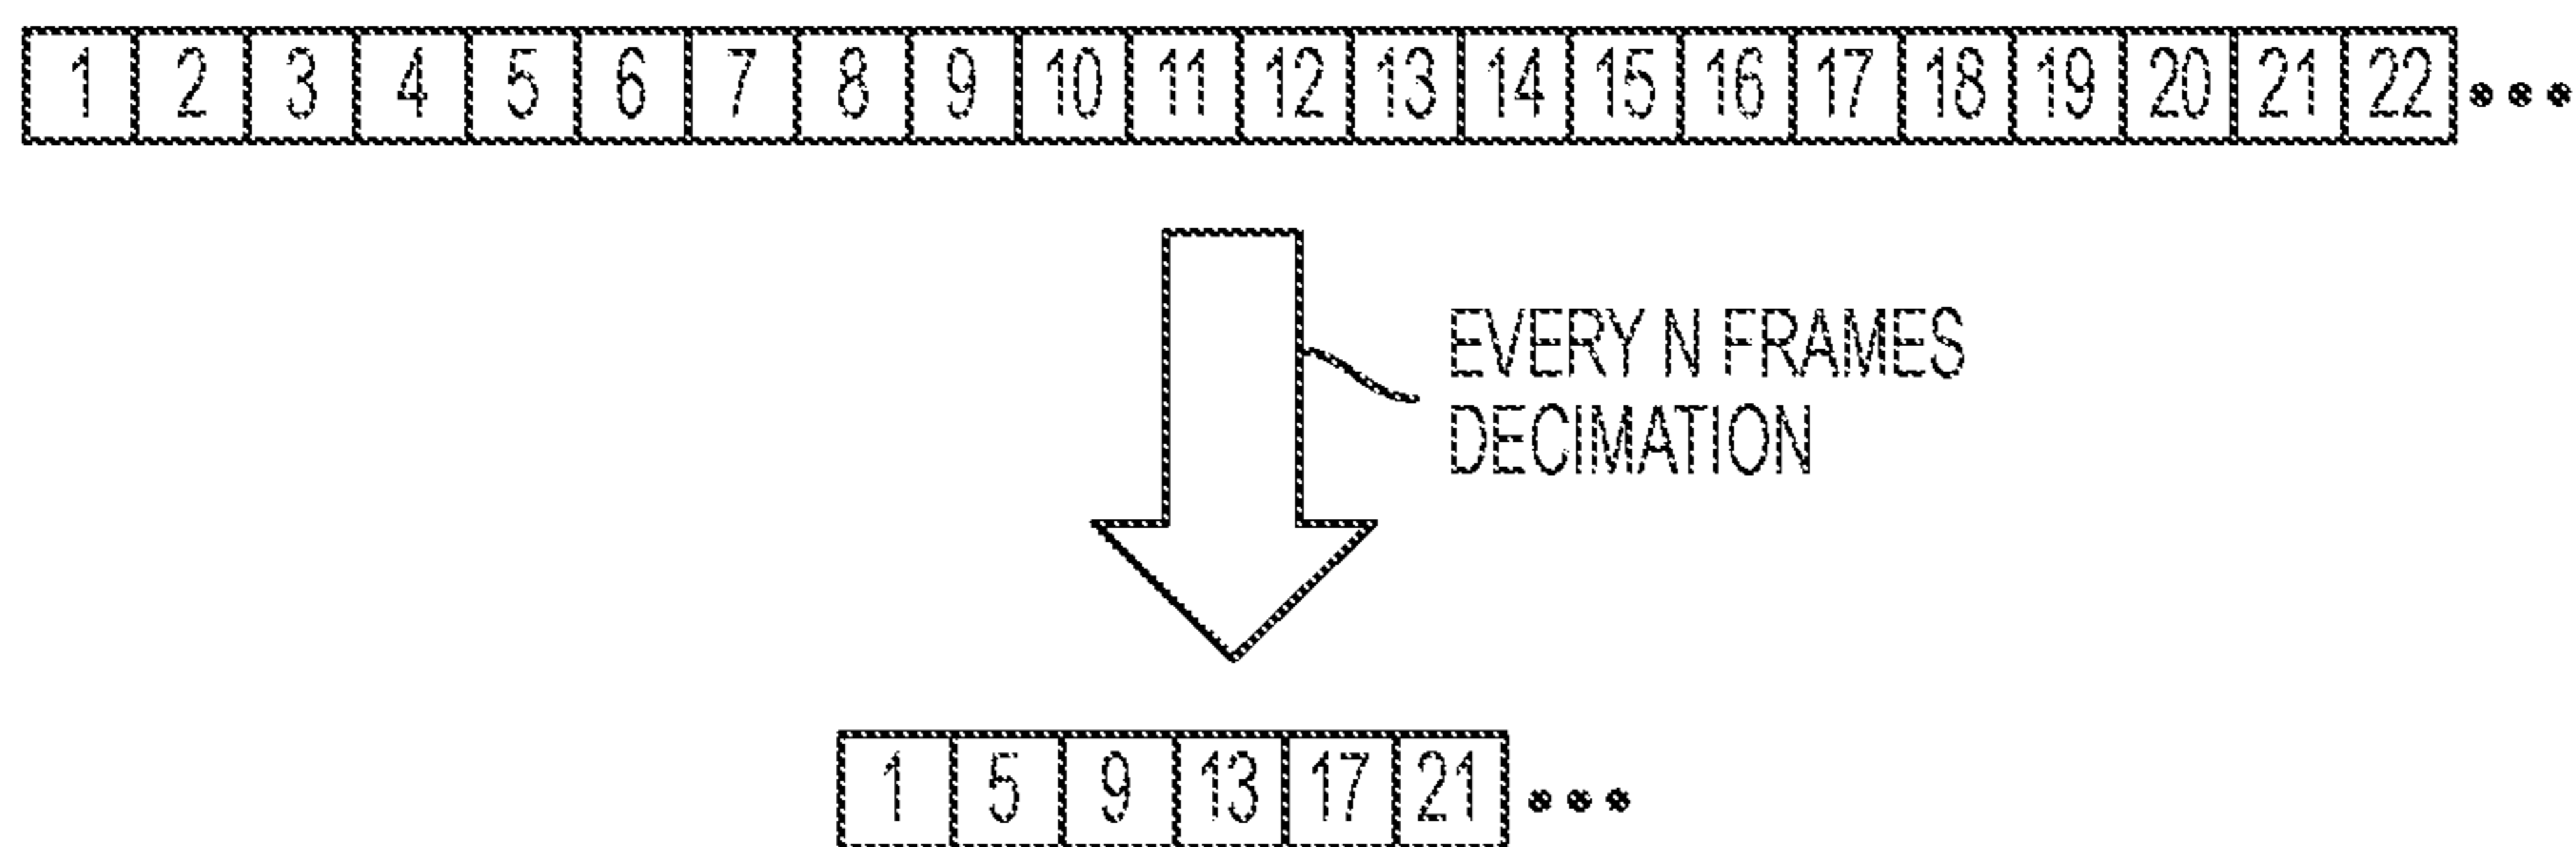 1 2 3 4 5 6 7 8 9 10 11 12 13 14 15 16 17 18 19 20 21 22 •••
EVERY N FRAMES
DECIMATION
1 5 9 13 17 21 •••